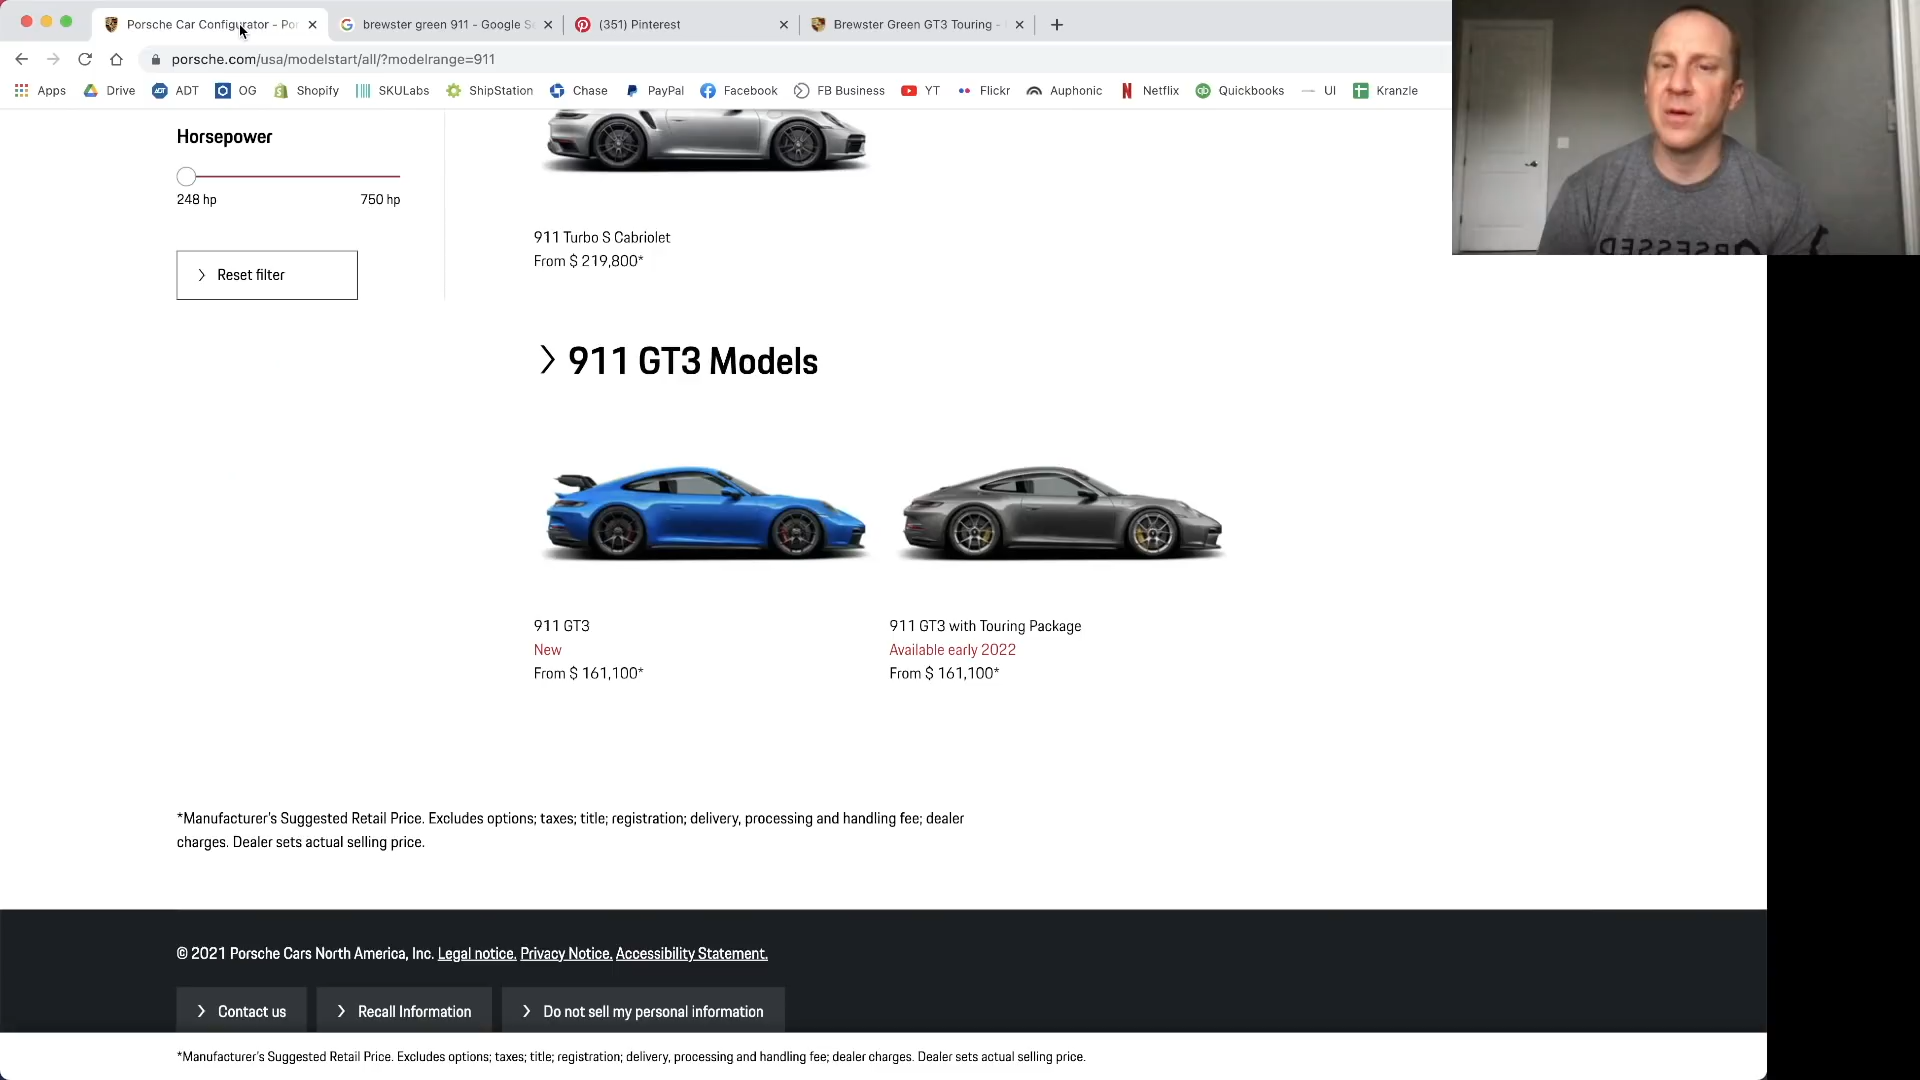 Porsche Car Configurator - Por
brewster green 911 - Google Se
(351) Pinterest
Brewster Green GT3 Touring -
porsche.com/usa/modelstart/all/?modelrange=911
Apps Drive ADT OG Shopify SKULabs ShipStation Chase PayPal Facebook FB Business YT Flickr Auphonic Netflix Quickbooks UI Kranzle
Horsepower
248 hp 750 hp
Reset filter
911 Turbo S Cabriolet
From $ 219,800*
911 GT3 Models
911 GT3
New
From $ 161,100*
911 GT3 with Touring Package
Available early 2022
From $ 161,100*
*Manufacturer's Suggested Retail Price. Excludes options; taxes; title; registration; delivery, processing and handling fee; dealer
charges. Dealer sets actual selling price.
© 2021 Porsche Cars North America, Inc. Legal notice. Privacy Notice. Accessibility Statement.
Contact us
Recall Information
Do not sell my personal information
*Manufacturer's Suggested Retail Price. Excludes options; taxes; title; registration; delivery, processing and handling fee; dealer charges. Dealer sets actual selling price.
OBSESSED